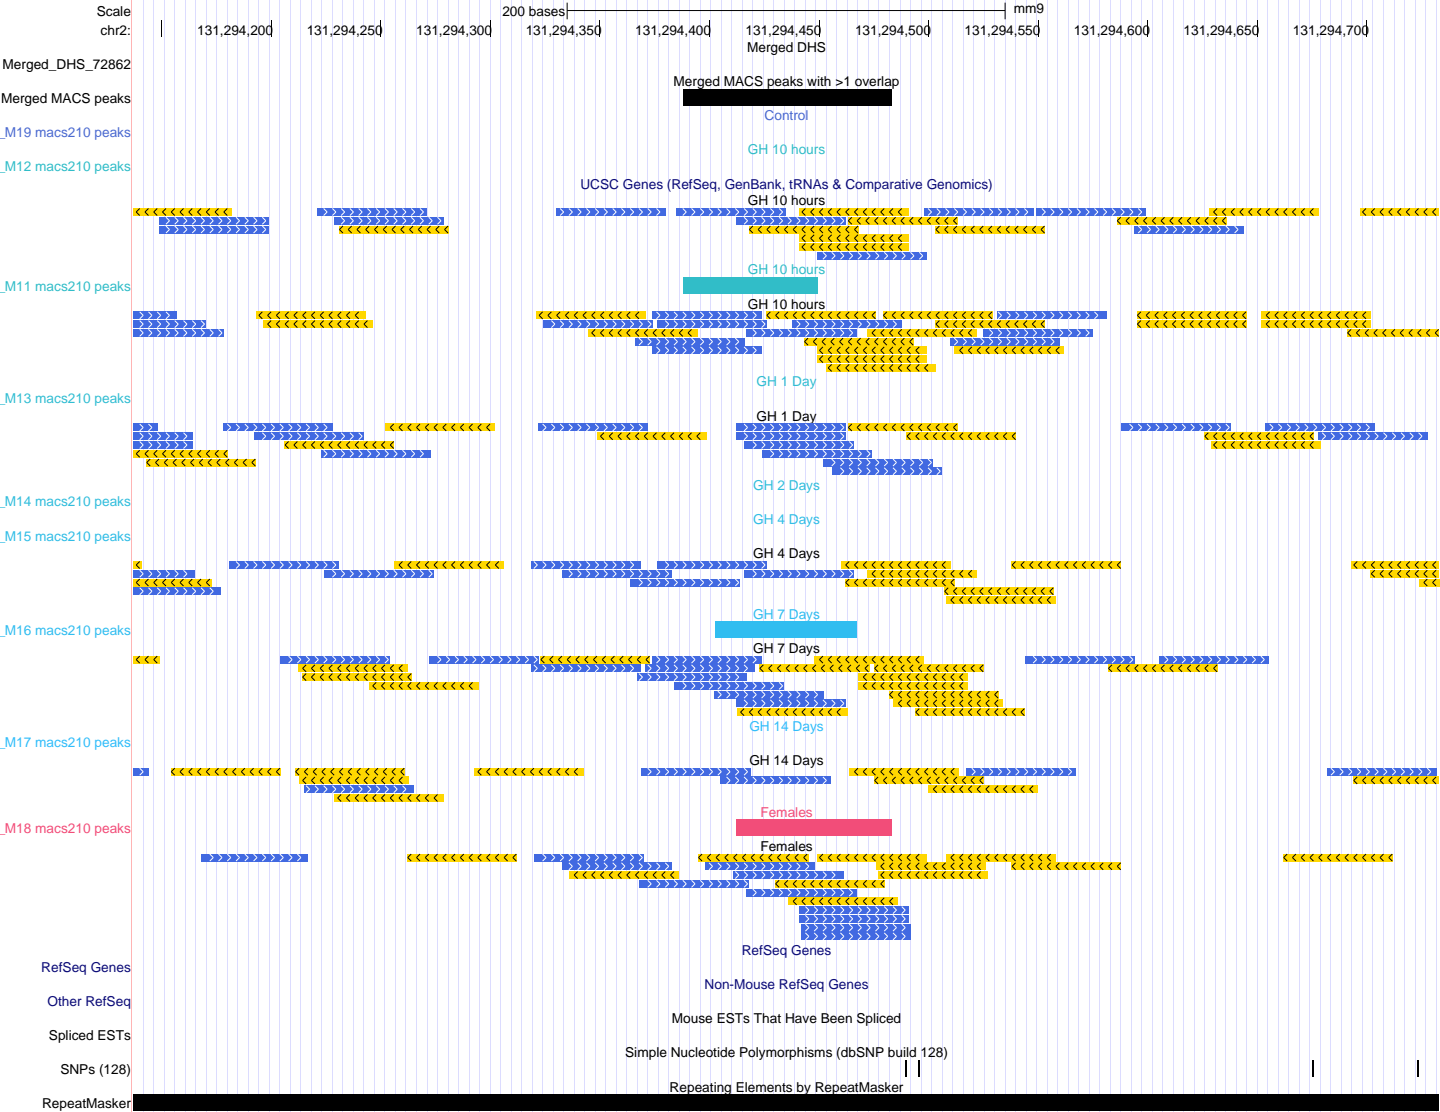 Scale 200 bases mm9
chr2: 131,294,200 131,294,250 131,294,300 131,294,350 131,294,400 131,294,450 131,294,500 131,294,550 131,294,600 131,294,650 131,294,700
Merged DHS
Merged_DHS_72862
Merged MACS peaks with >1 overlap
Merged MACS peaks
Control
_M19 macs210 peaks
GH 10 hours
_M12 macs210 peaks
UCSC Genes (RefSeq, GenBank, tRNAs & Comparative Genomics)
GH 10 hours
GH 10 hours
_M11 macs210 peaks
GH 10 hours
GH 1 Day
_M13 macs210 peaks
GH 1 Day
GH 2 Days
_M14 macs210 peaks
GH 4 Days
_M15 macs210 peaks
GH 4 Days
GH 7 Days
_M16 macs210 peaks
GH 7 Days
GH 14 Days
_M17 macs210 peaks
GH 14 Days
Females
_M18 macs210 peaks
Females
RefSeq Genes
RefSeq Genes
Non-Mouse RefSeq Genes
Other RefSeq
Mouse ESTs That Have Been Spliced
Spliced ESTs
Simple Nucleotide Polymorphisms (dbSNP build 128)
SNPs (128)
Repeating Elements by RepeatMasker
RepeatMasker